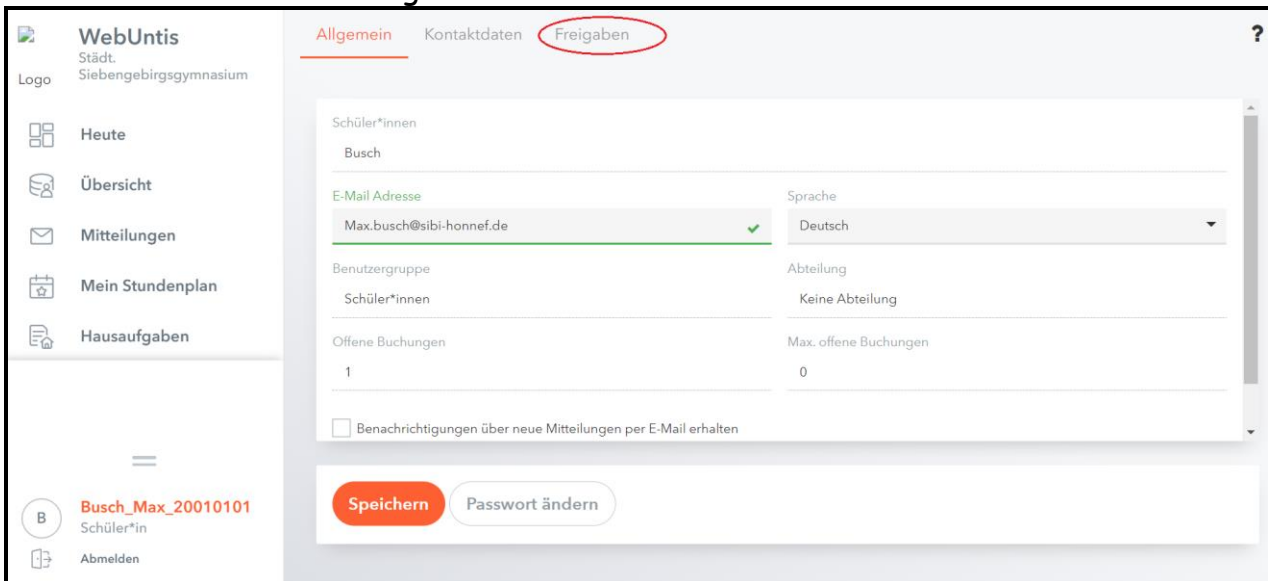 WebUntis
Städt.
Siebengebirgsgymnasium
Logo
Heute
Übersicht
Mitteilungen
Mein Stundenplan
Hausaufgaben
B
Busch_Max_20010101
Schüler*in
Abmelden
Allgemein Kontaktdaten Freigaben
?
Schüler*innen
Busch
E-Mail Adresse
Max.busch@sibi-honnef.de
Sprache
Deutsch
Benutzergruppe
Schüler*innen
Abteilung
Keine Abteilung
Offene Buchungen
1
Max. offene Buchungen
0
Benachrichtigungen über neue Mitteilungen per E-Mail erhalten
Speichern Passwort ändern